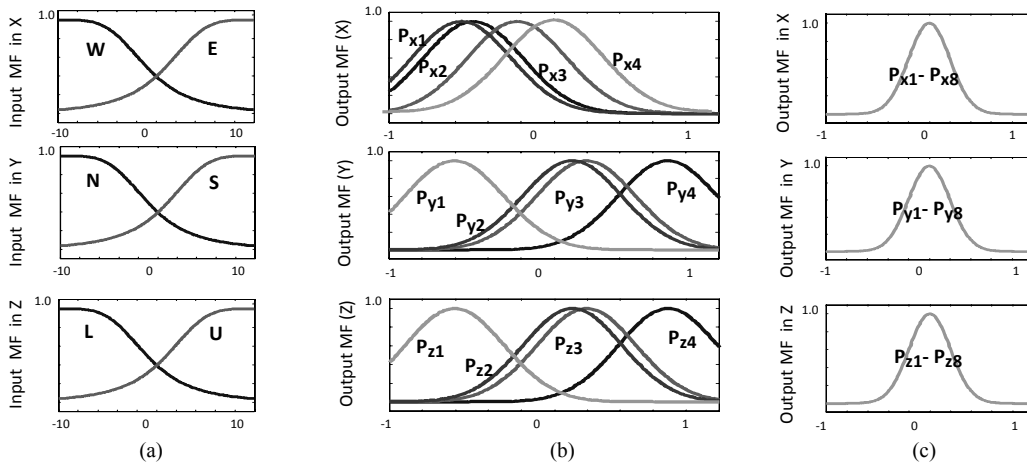 Input MF in X
1.0
W
E
-10
0
10
Input MF in Y
1.0
N
S
-10
0
10
Input MF in Z
1.0
L
U
-10
0
10
(a)
Output MF (X)
1.0
Px1
Px2
Px3
Px4
-1
0
1
Output MF (Y)
1.0
Py1
Py2
Py3
Py4
-1
0
1
Output MF (Z)
1.0
Pz1
Pz2
Pz3
Pz4
-1
0
1
(b)
Output MF in X
1.0
Px1- Px8
-1
0
1
Output MF in Y
1.0
Py1- Py8
-1
0
1
Output MF in Z
1.0
Pz1- Pz8
-1
0
1
(c)